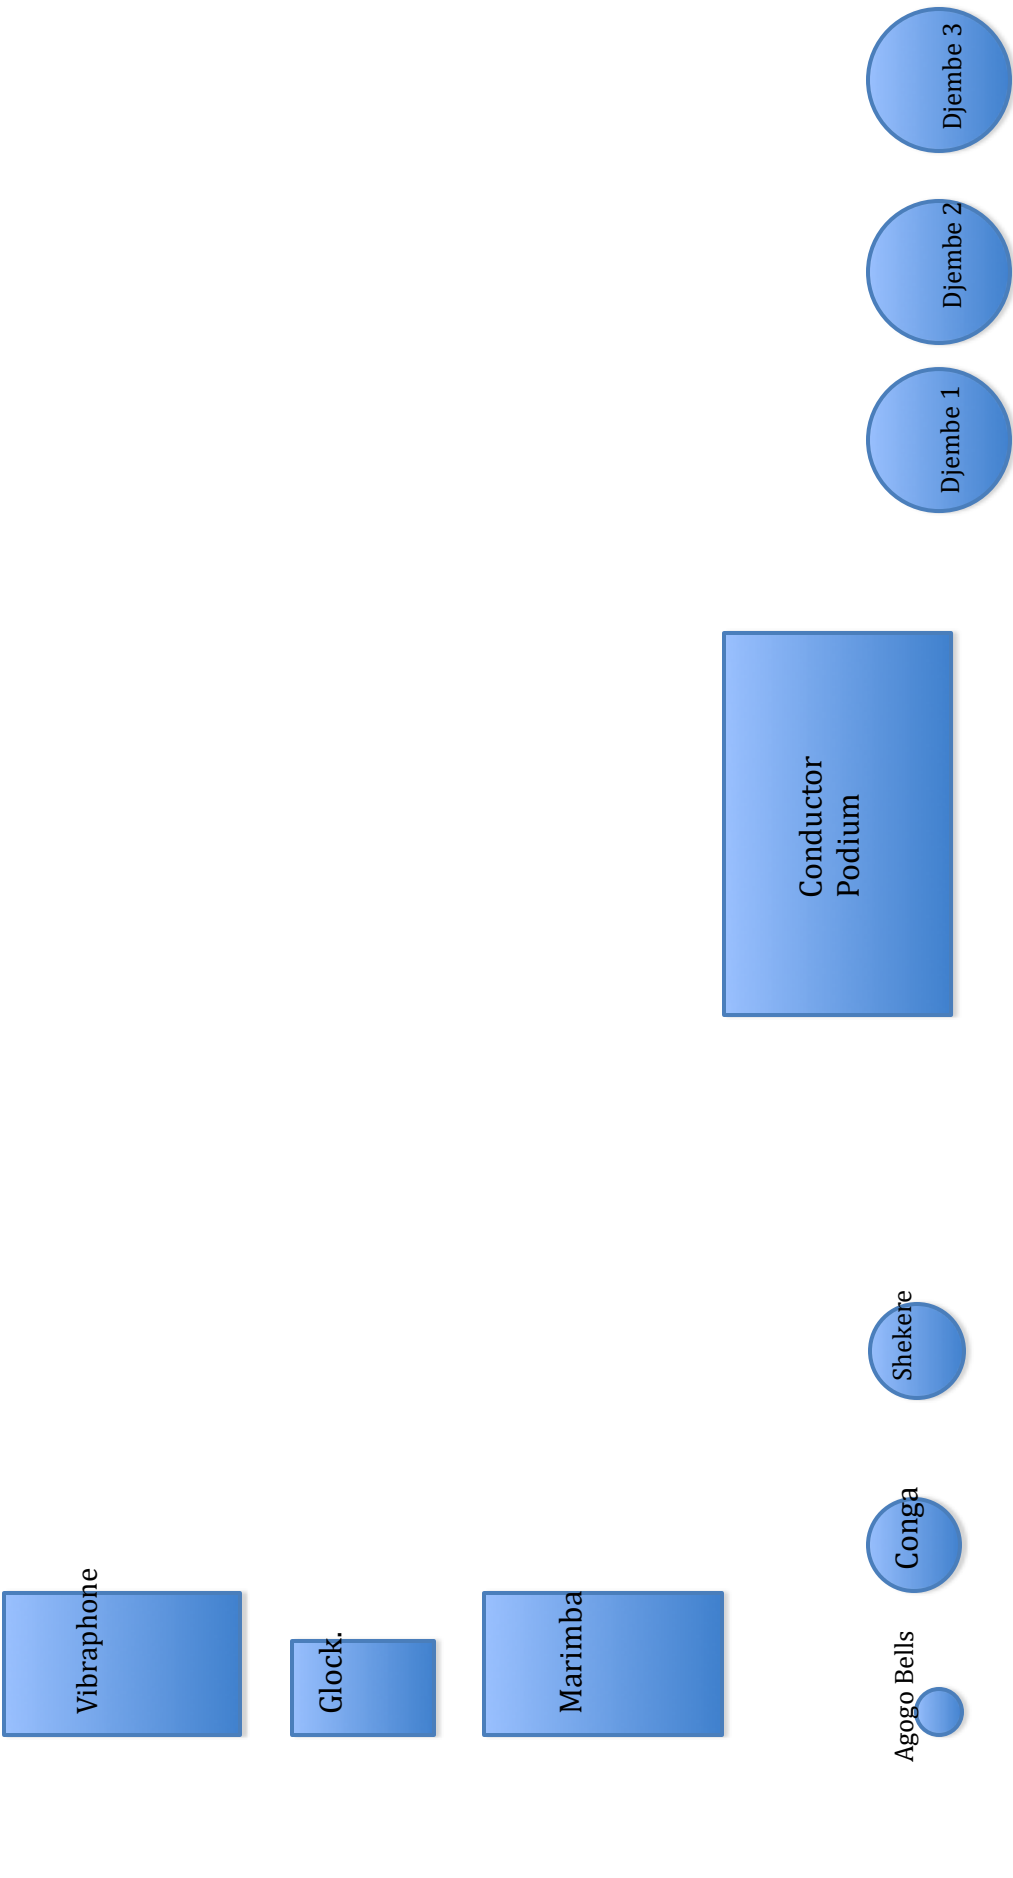 Vibraphone
Glock.
Marimba
Conductor
Podium
Agogo Bells
Conga
Shekere
Djembe 1
Djembe 2
Djembe 3